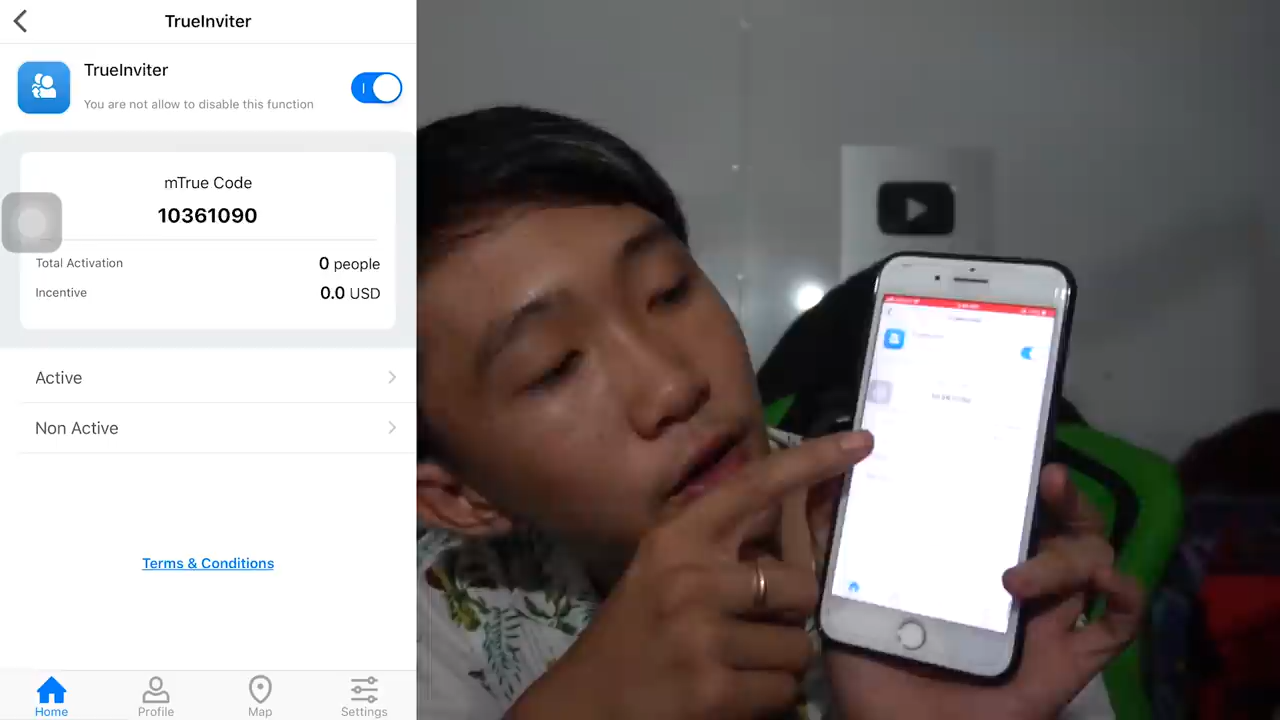 TrueInviter
TrueInviter
You are not allow to disable this function
mTrue Code
10361090
Total Activation
0 people
Incentive
0.0 USD
Active
Non Active
Terms & Conditions
Home
Profile
Map
Settings